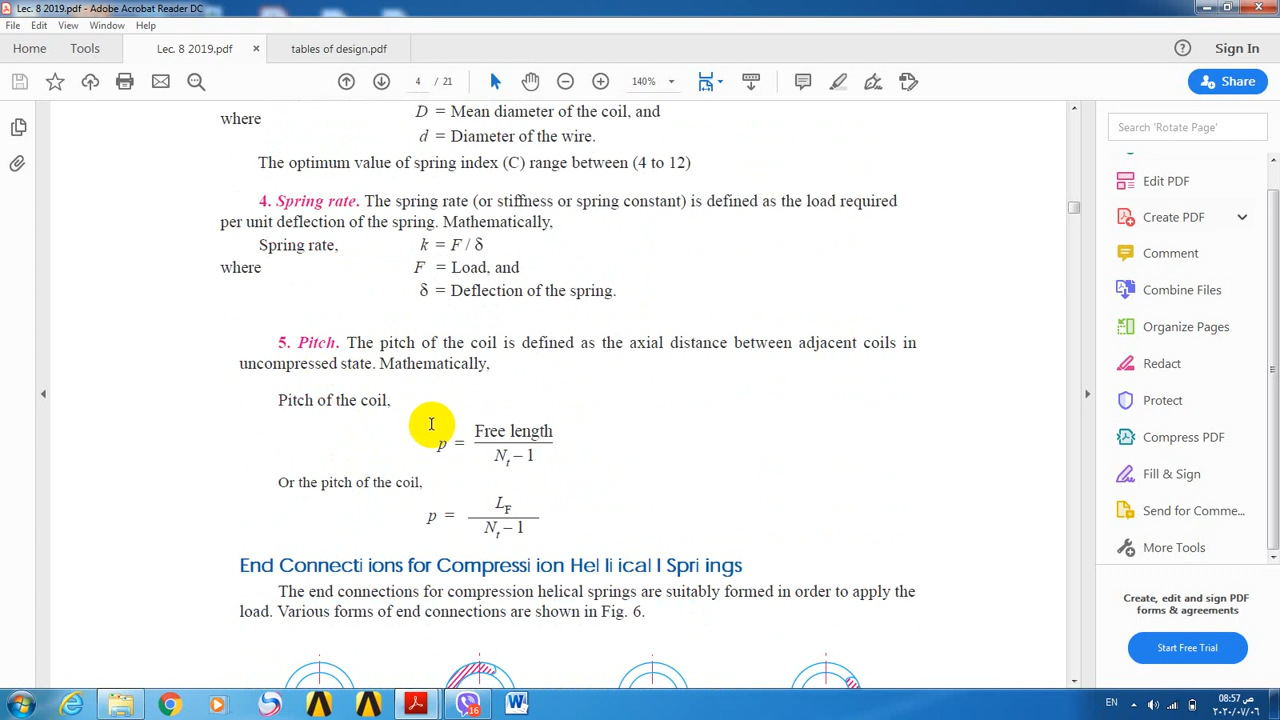 Lec. 8 2019.pdf - Adobe Acrobat Reader DC
File Edit View Window Help
Home Tools Lec. 8 2019.pdf × tables of design.pdf Sign In
4 / 21 140% Share
D = Mean diameter of the coil, and
where
d = Diameter of the wire.
The optimum value of spring index (C) range between (4 to 12)
4. Spring rate. The spring rate (or stiffness or spring constant) is defined as the load required
per unit deflection of the spring. Mathematically,
Spring rate, k = F / δ
where F = Load, and
δ = Deflection of the spring.
5. Pitch. The pitch of the coil is defined as the axial distance between adjacent coils in
uncompressed state. Mathematically,
Pitch of the coil,
p = Free length
Nt – 1
Or the pitch of the coil,
p = LF
Nt – 1
End Connecti ions for Compressi ion Hel li ical l Spri ings
The end connections for compression helical springs are suitably formed in order to apply the
load. Various forms of end connections are shown in Fig. 6.
Search 'Rotate Page'
Edit PDF
Create PDF
Comment
Combine Files
Organize Pages
Redact
Protect
Compress PDF
Fill & Sign
Send for Comme...
More Tools
Create, edit and sign PDF
forms & agreements
Start Free Trial
16
EN
08:57 ص
٢٠٢٠/٠٧/٠٦